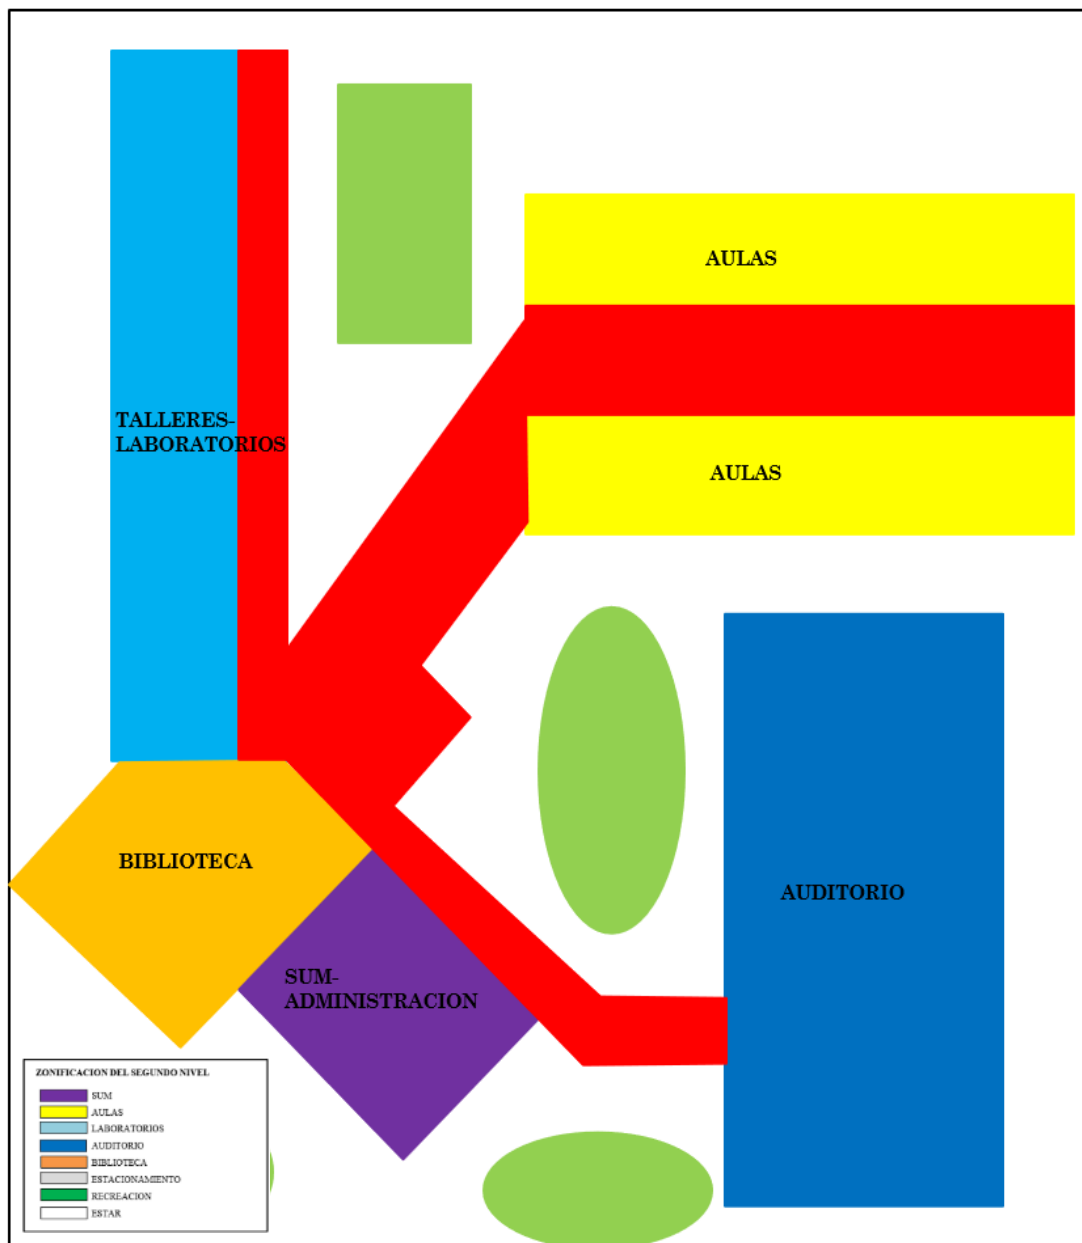 AULAS
TALLERES-
LABORATORIOS
AULAS
BIBLIOTECA
AUDITORIO
SUM-
ADMINISTRACION
ZONIFICACION DEL SEGUNDO NIVEL
SUM
AULAS
LABORATORIOS
AUDITORIO
BIBLIOTECA
ESTACIONAMIENTO
RECREACION
ESTAR